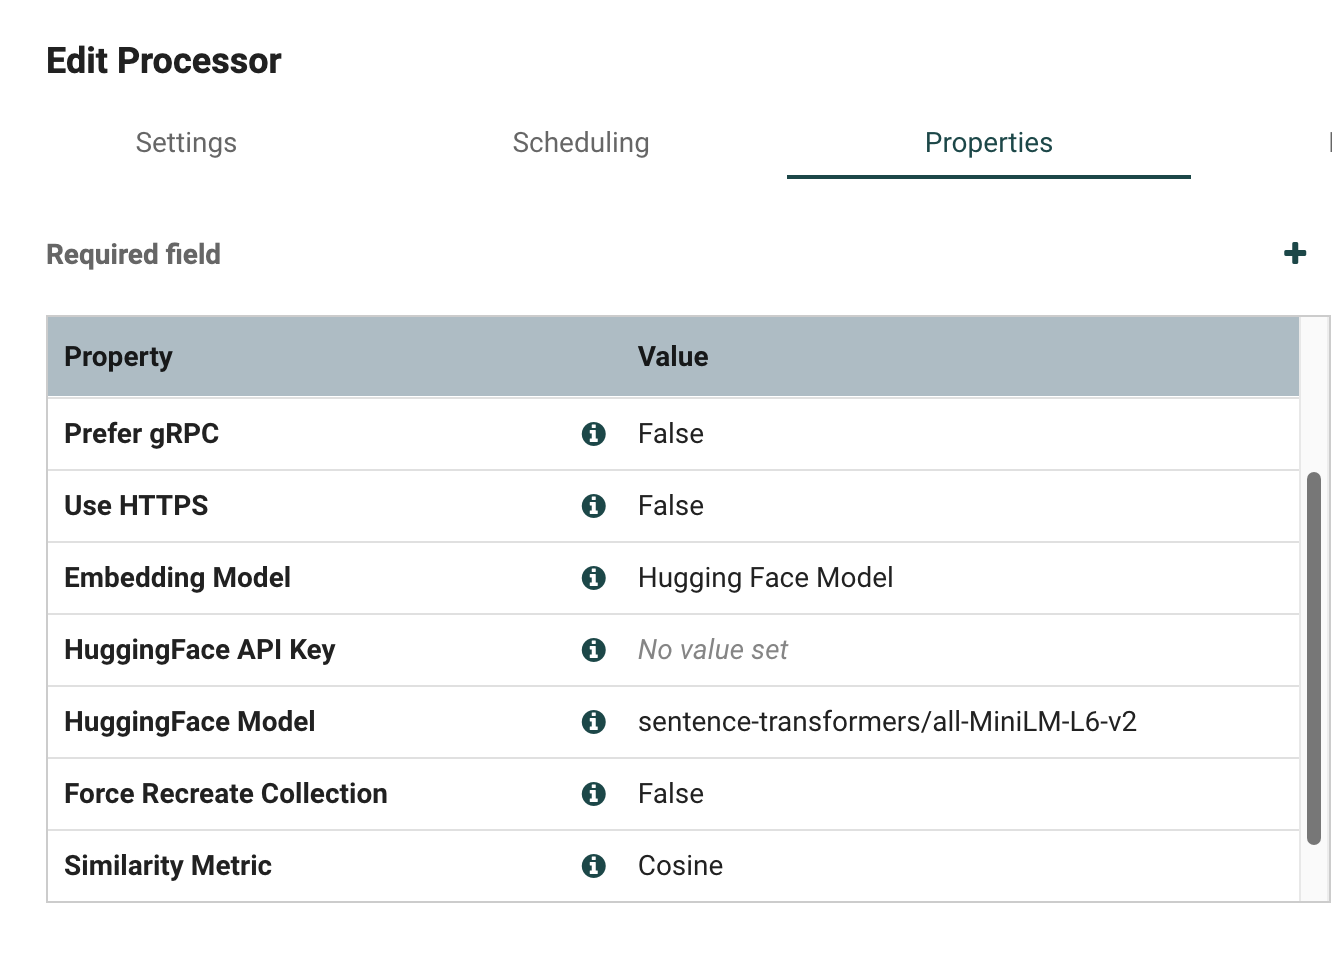 Edit Processor
Settings Scheduling Properties
Required field
Property Value
Prefer gRPC False
Use HTTPS False
Embedding Model Hugging Face Model
HuggingFace API Key No value set
HuggingFace Model sentence-transformers/all-MiniLM-L6-v2
Force Recreate Collection False
Similarity Metric Cosine